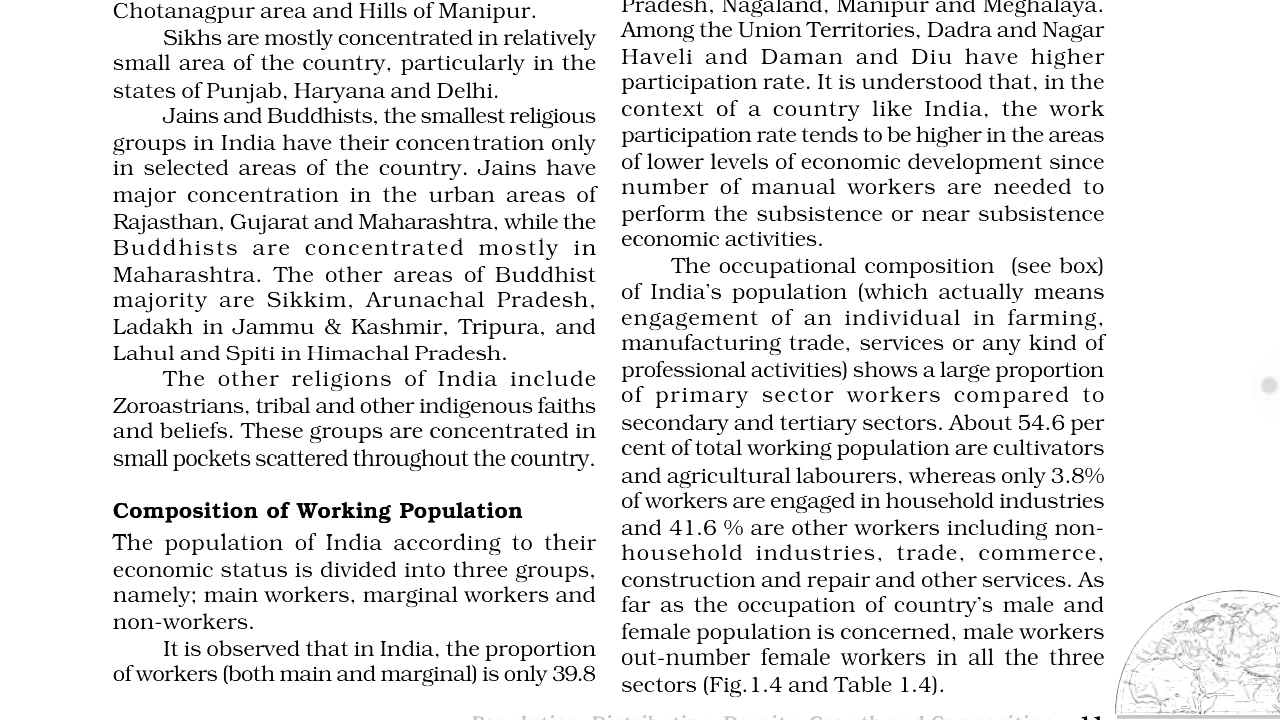 Chotanagpur area and Hills of Manipur.
Sikhs are mostly concentrated in relatively
small area of the country, particularly in the
states of Punjab, Haryana and Delhi.
Jains and Buddhists, the smallest religious
groups in India have their concentration only
in selected areas of the country. Jains have
major concentration in the urban areas of
Rajasthan, Gujarat and Maharashtra, while the
Buddhists are concentrated mostly in
Maharashtra. The other areas of Buddhist
majority are Sikkim, Arunachal Pradesh,
Ladakh in Jammu & Kashmir, Tripura, and
Lahul and Spiti in Himachal Pradesh.
The other religions of India include
Zoroastrians, tribal and other indigenous faiths
and beliefs. These groups are concentrated in
small pockets scattered throughout the country.
Composition of Working Population
The population of India according to their
economic status is divided into three groups,
namely; main workers, marginal workers and
non-workers.
It is observed that in India, the proportion
of workers (both main and marginal) is only 39.8
Pradesh, Nagaland, Manipur and Meghalaya.
Among the Union Territories, Dadra and Nagar
Haveli and Daman and Diu have higher
participation rate. It is understood that, in the
context of a country like India, the work
participation rate tends to be higher in the areas
of lower levels of economic development since
number of manual workers are needed to
perform the subsistence or near subsistence
economic activities.
The occupational composition (see box)
of India's population (which actually means
engagement of an individual in farming,
manufacturing trade, services or any kind of
professional activities) shows a large proportion
of primary sector workers compared to
secondary and tertiary sectors. About 54.6 per
cent of total working population are cultivators
and agricultural labourers, whereas only 3.8%
of workers are engaged in household industries
and 41.6 % are other workers including non-
household industries, trade, commerce,
construction and repair and other services. As
far as the occupation of country's male and
female population is concerned, male workers
out-number female workers in all the three
sectors (Fig.1.4 and Table 1.4).